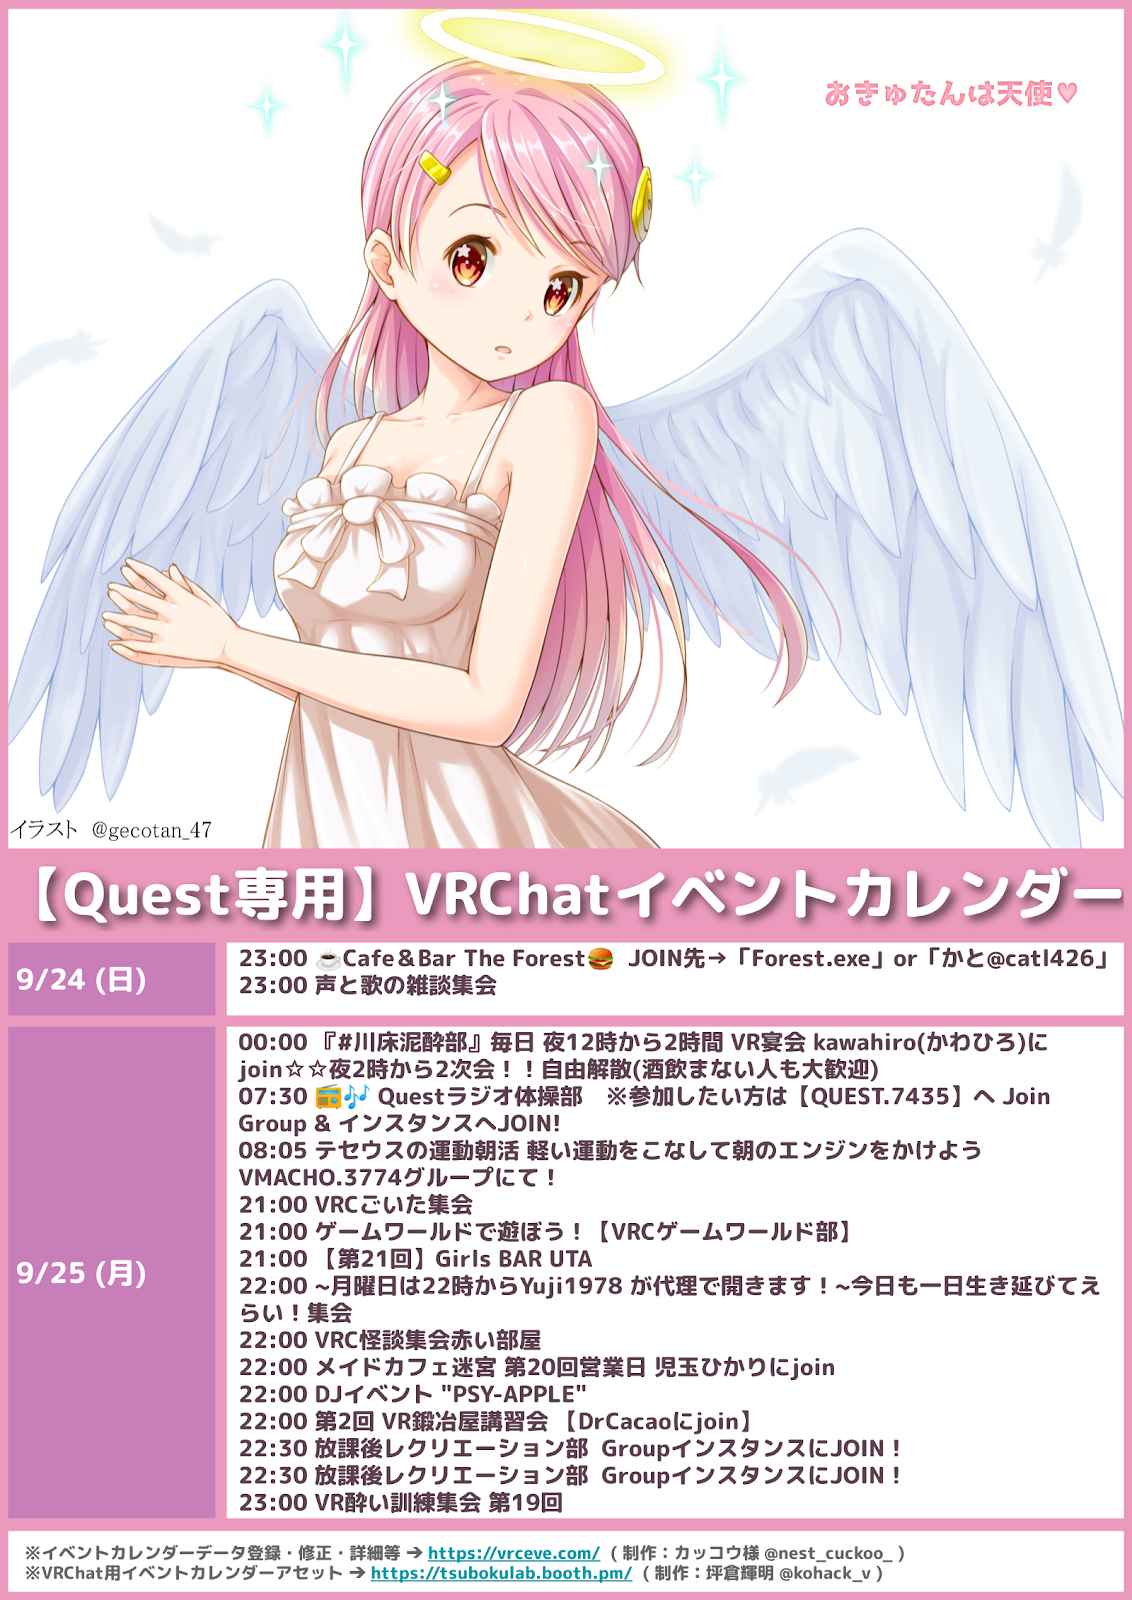 おきゅたんは天使♥
イラスト @gecotan_47
【Quest専用】VRChatイベントカレンダー
9/24 (日)
23:00 ☕Cafe＆Bar The Forest🍔 JOIN先→「Forest.exe」or「かと@catl426」
23:00 声と歌の雑談集会
9/25 (月)
00:00 『#川床泥酔部』毎日 夜12時から2時間 VR宴会 kawahiro(かわひろ)に
join☆☆夜2時から2次会！！自由解散(酒飲まない人も大歓迎)
07:30 📻🎶 Questラジオ体操部　※参加したい方は【QUEST.7435】へ Join
Group & インスタンスへJOIN!
08:05 テセウスの運動朝活 軽い運動をこなして朝のエンジンをかけよう
VMACHO.3774グループにて！
21:00 VRCごいた集会
21:00 ゲームワールドで遊ぼう！【VRCゲームワールド部】
21:00 【第21回】Girls BAR UTA
22:00 ~月曜日は22時からYuji1978 が代理で開きます！~今日も一日生き延びてえ
らい！集会
22:00 VRC怪談集会赤い部屋
22:00 メイドカフェ迷宮 第20回営業日 児玉ひかりにjoin
22:00 DJイベント "PSY-APPLE"
22:00 第2回 VR鍛冶屋講習会 【DrCacaoにjoin】
22:30 放課後レクリエーション部 GroupインスタンスにJOIN！
22:30 放課後レクリエーション部 GroupインスタンスにJOIN！
23:00 VR酔い訓練集会 第19回
※イベントカレンダーデータ登録・修正・詳細等 ➔ https://vrceve.com/ ( 制作：カッコウ様 @nest_cuckoo_ )
※VRChat用イベントカレンダーアセット ➔ https://tsubokulab.booth.pm/ ( 制作：坪倉輝明 @kohack_v )